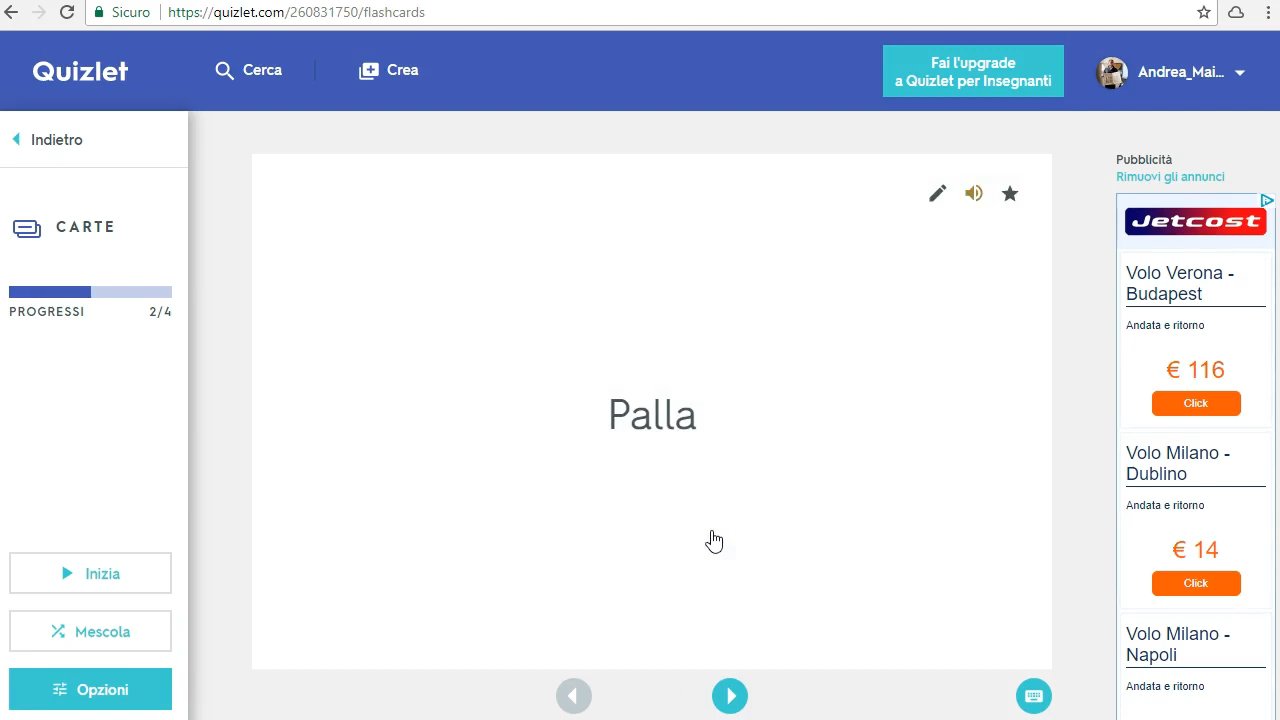 Sicuro
https://quizlet.com/260831750/flashcards
Quizlet
Cerca
Crea
Fai l'upgrade
a Quizlet per Insegnanti
Andrea_Mai...
Indietro
CARTE
PROGRESSI 2/4
Inizia
Mescola
Opzioni
Palla
Pubblicità
Rimuovi gli annunci
Jetcost
Volo Verona -
Budapest
Andata e ritorno
€ 116
Click
Volo Milano -
Dublino
Andata e ritorno
€ 14
Click
Volo Milano -
Napoli
Andata e ritorno